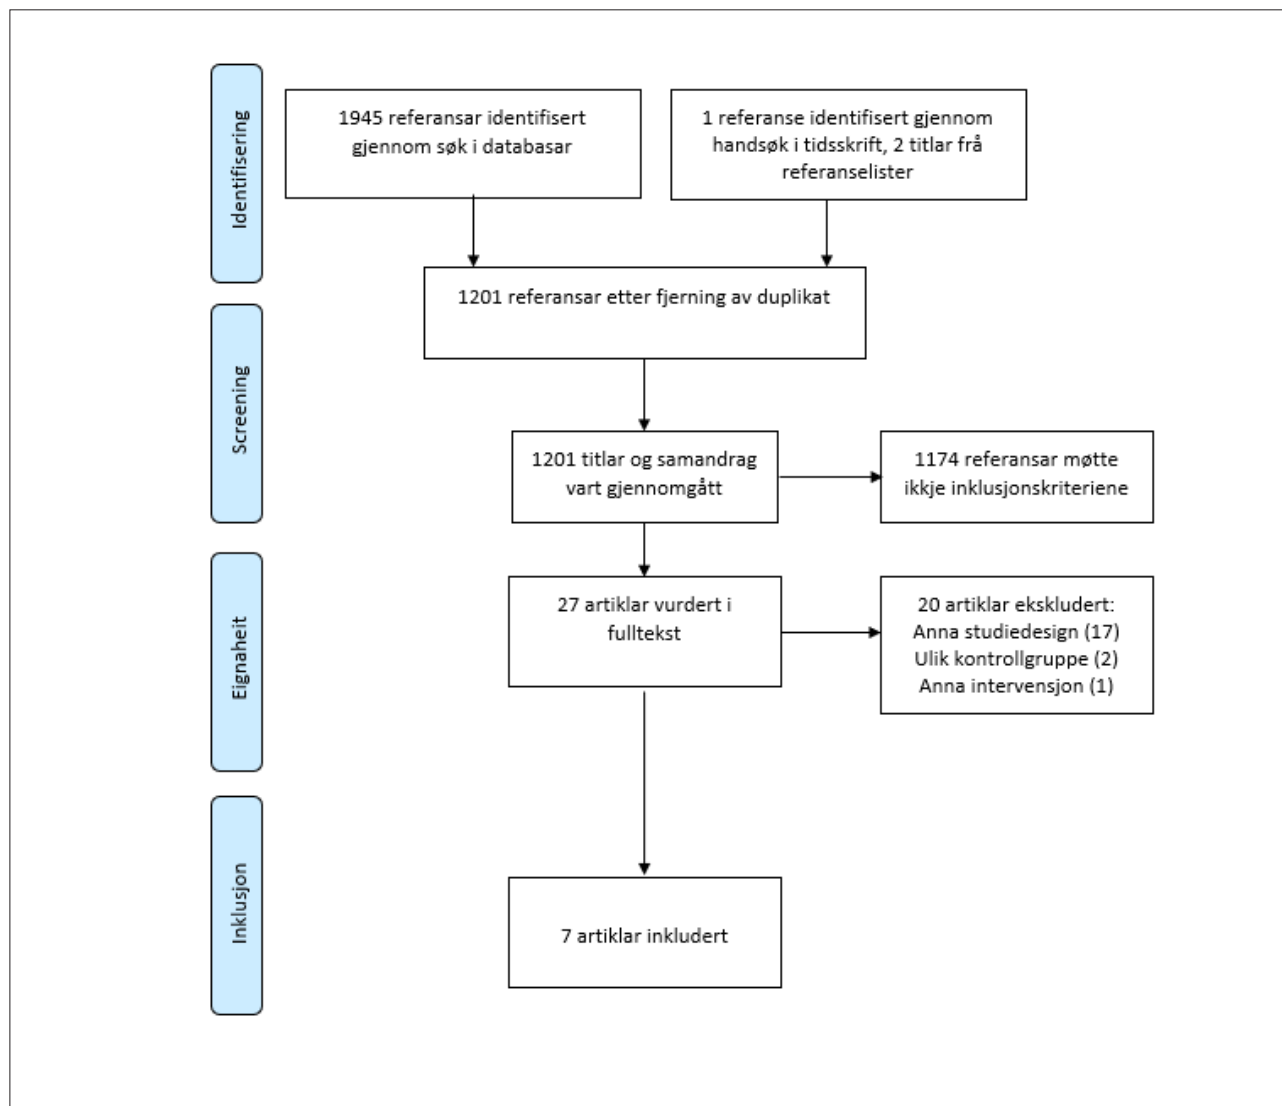 Identifisering
1945 referansar identifisert
gjennom søk i databasar
1 referanse identifisert gjennom
handsøk i tidsskrift, 2 titlar frå
referanselister
1201 referansar etter fjerning av duplikat
Screening
1201 titlar og samandrag
vart gjennomgått
1174 referansar møtte
ikkje inklusjonskriteriene
Eignaheit
27 artiklar vurdert i
fulltekst
20 artiklar ekskludert:
Anna studiedesign (17)
Ulik kontrollgruppe (2)
Anna intervensjon (1)
Inklusjon
7 artiklar inkludert